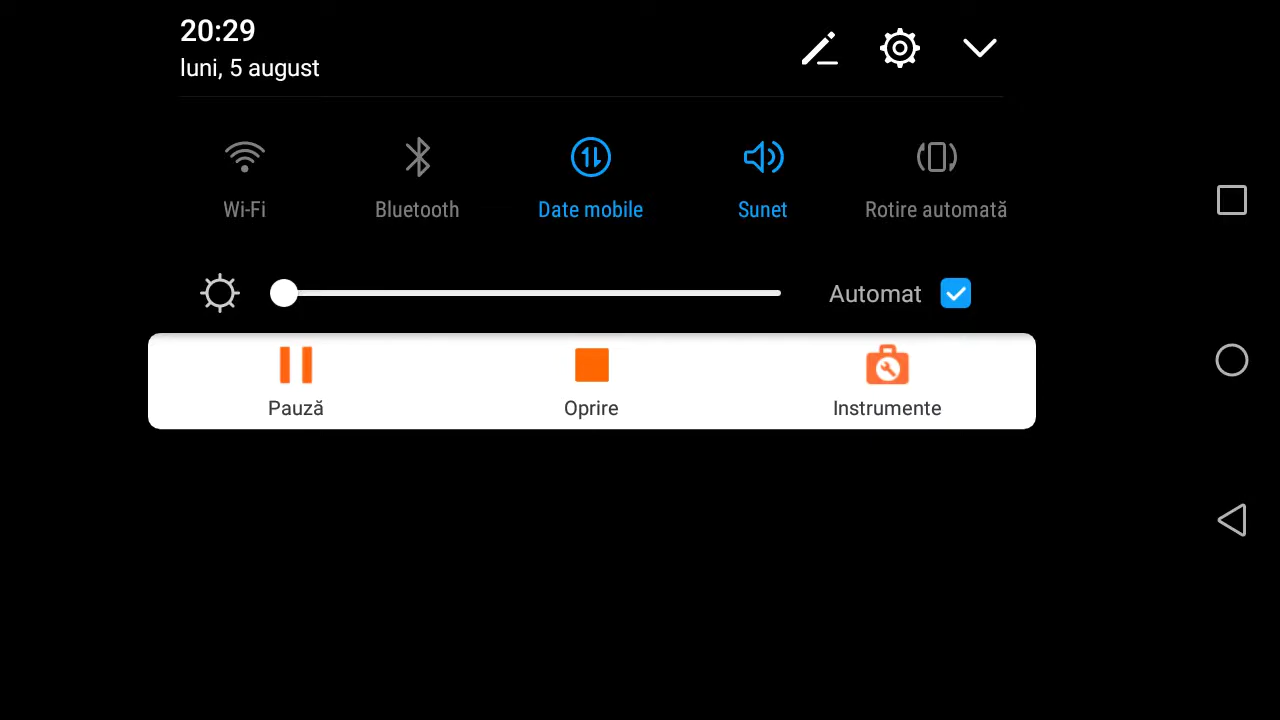 20:29
luni, 5 august
Wi-Fi
Bluetooth
Date mobile
Sunet
Rotire automată
Automat
Pauză
Oprire
Instrumente